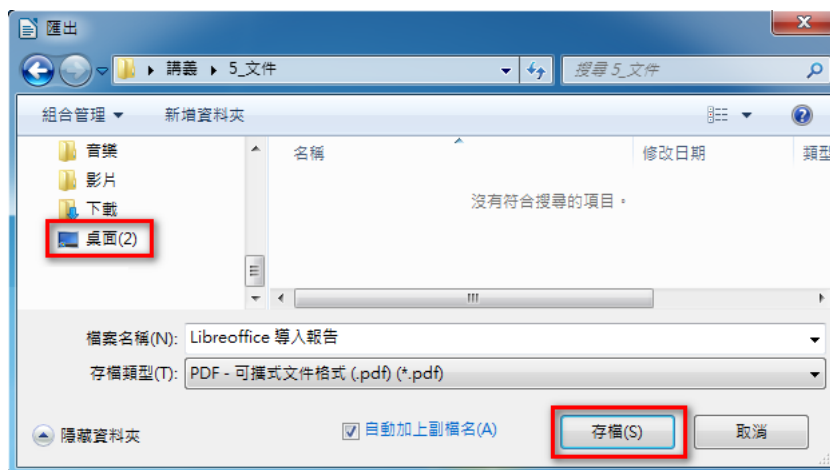 匯出
講義 5_文件 搜尋 5_文件
組合管理 新增資料夾
音樂 名稱 修改日期 類型
影片
沒有符合搜尋的項目。
下載
桌面(2)
檔案名稱(N): Libreoffice 導入報告
存檔類型(T): PDF - 可攜式文件格式 (.pdf) (*.pdf)
隱藏資料夾 自動加上副檔名(A) 存檔(S) 取消